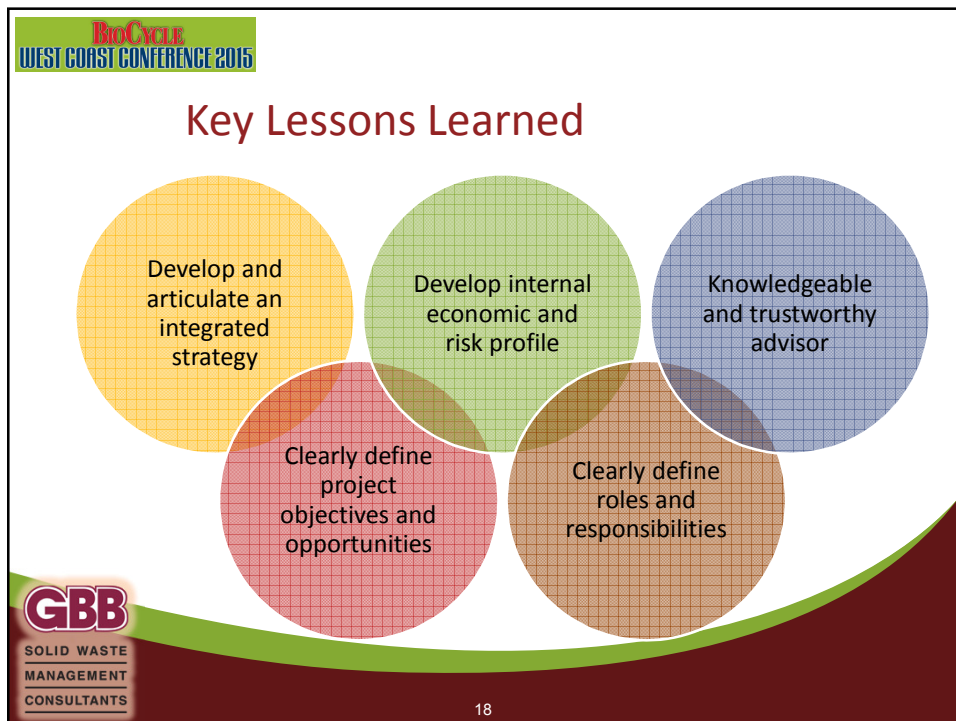 BIOCYCLE
WEST COAST CONFERENCE 2015
Key Lessons Learned
Develop and
articulate an
integrated
strategy
Clearly define
project
objectives and
opportunities
Develop internal
economic and
risk profile
Clearly define
roles and
responsibilities
Knowledgeable
and trustworthy
advisor
GBB
SOLID WASTE
MANAGEMENT
CONSULTANTS
18